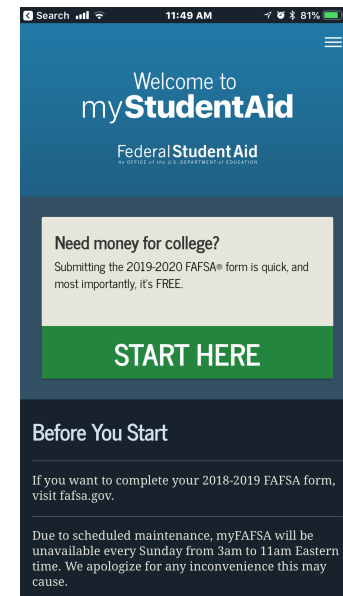 Search 11:49 AM 81%
Welcome to
myStudentAid
Federal Student Aid
An OFFICE of the U.S. DEPARTMENT of EDUCATION
Need money for college?
Submitting the 2019-2020 FAFSA® form is quick, and
most importantly, it's FREE.
START HERE
Before You Start
If you want to complete your 2018-2019 FAFSA form,
visit fafsa.gov.
Due to scheduled maintenance, myFAFSA will be
unavailable every Sunday from 3am to 11am Eastern
time. We apologize for any inconvenience this may
cause.